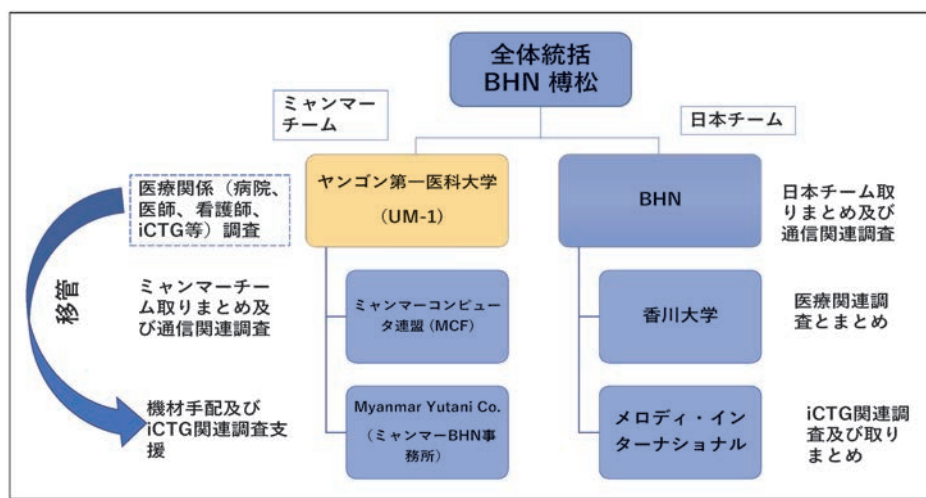 全体統括
BHN 榑松
ミャンマー
チーム
日本チーム
医療関係（病院、
医師、看護師、
iCTG等）調査
ヤンゴン第一医科大学
（UM-1）
BHN
日本チーム取
りまとめ及び
通信関連調査
移管
ミャンマーチー
ム取りまとめ及
び通信関連調査
ミャンマーコンピュー
タ連盟 (MCF)
香川大学
医療関連調
査とまとめ
機材手配及び
iCTG関連調査支
援
Myanmar Yutani Co.
（ミャンマーBHN事
務所）
メロディ・イン
ターナショナル
iCTG関連調
査及び取り
まとめ